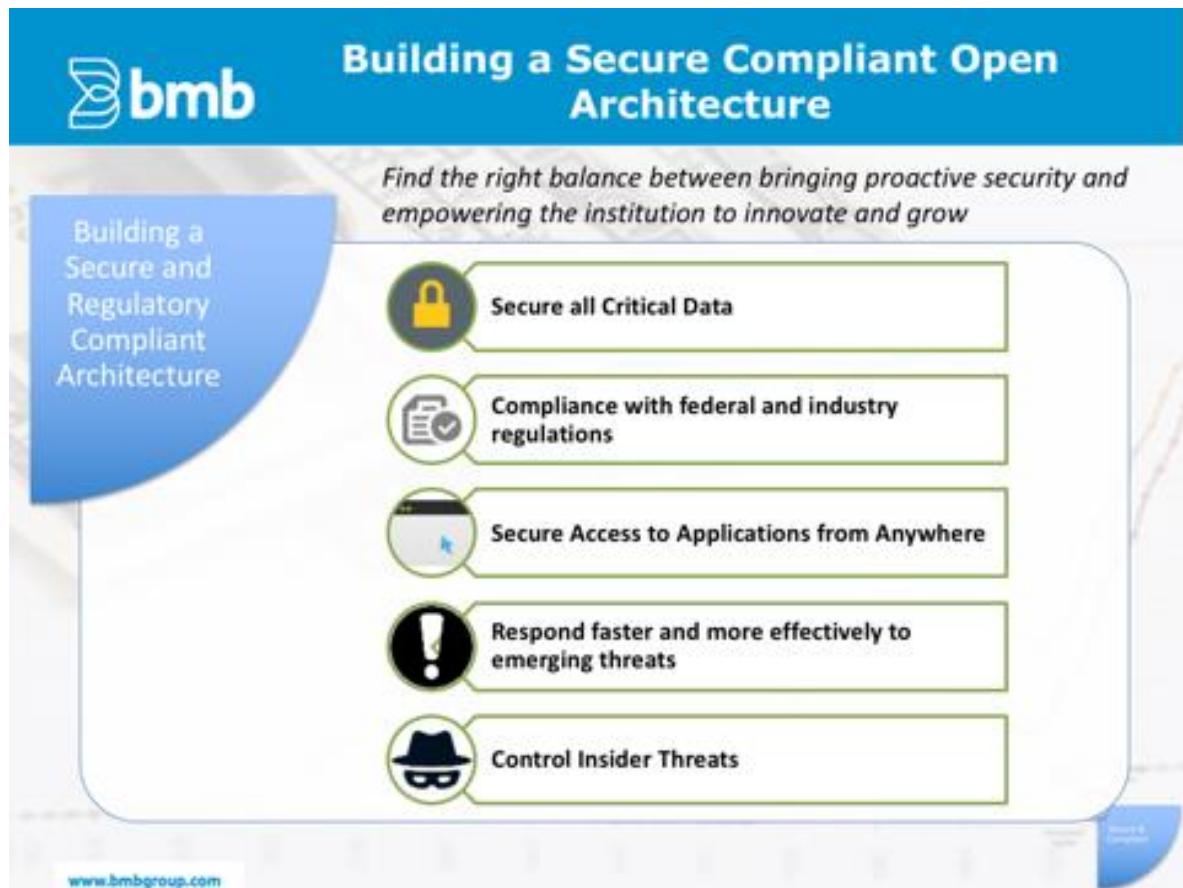 bmb
Building a Secure Compliant Open
Architecture
Find the right balance between bringing proactive security and
empowering the institution to innovate and grow
Building a
Secure and
Regulatory
Compliant
Architecture
Secure all Critical Data
Compliance with federal and industry
regulations
Secure Access to Applications from Anywhere
Respond faster and more effectively to
emerging threats
Control Insider Threats
www.bmbgroup.com